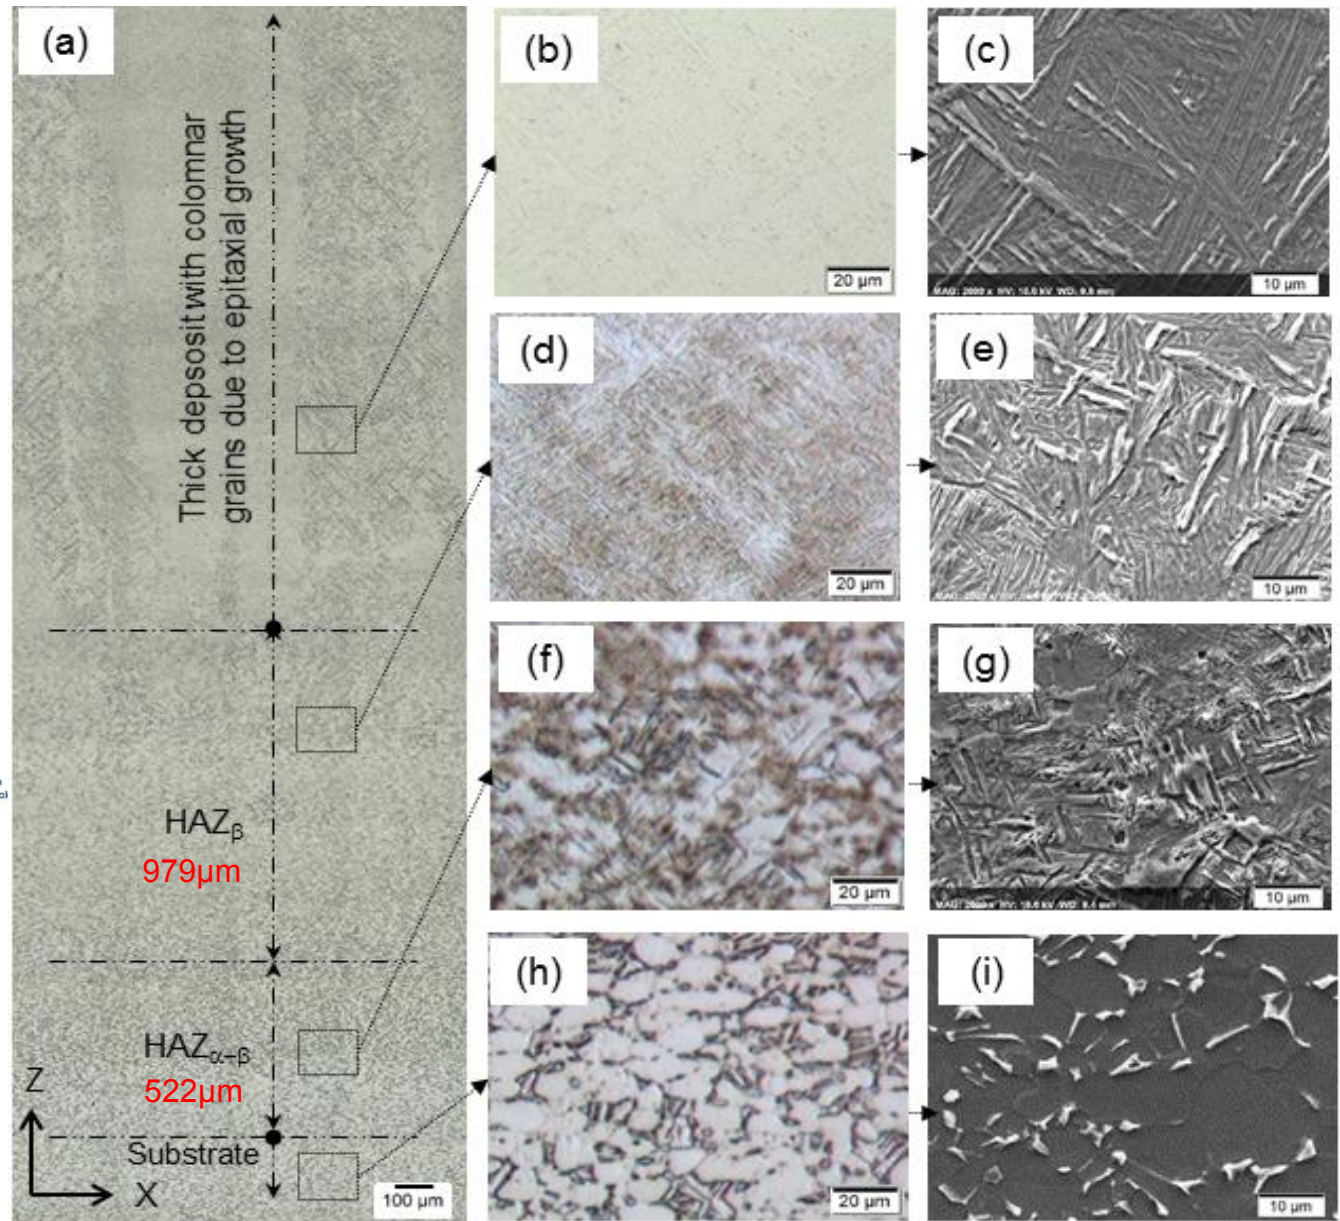 (a)
Thick depsosit with colomnar
grains due to epitaxial growth
HAZβ
979μm
HAZα–β
522μm
Z
X
Substrate
100 μm
(b)
20 μm
(c)
10 μm
(d)
20 μm
(e)
10 μm
(f)
20 μm
(g)
10 μm
(h)
20 μm
(i)
10 μm